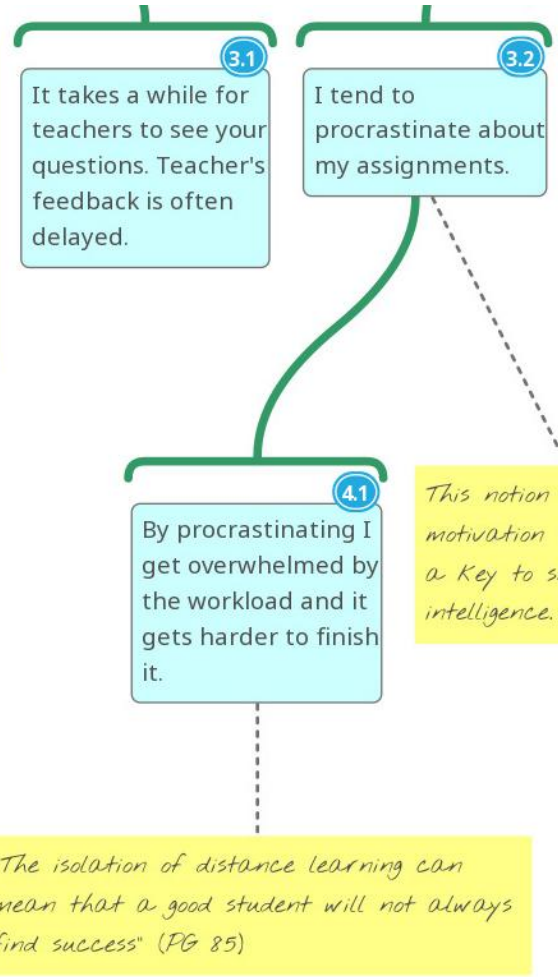 3.1
It takes a while for
teachers to see your
questions. Teacher's
feedback is often
delayed.
3.2
I tend to
procrastinate about
my assignments.
4.1
By procrastinating I
get overwhelmed by
the workload and it
gets harder to finish
it.
This notion
motivation
a key to
intelligence.
The isolation of distance learning can
mean that a good student will not always
find success" (PG 85)